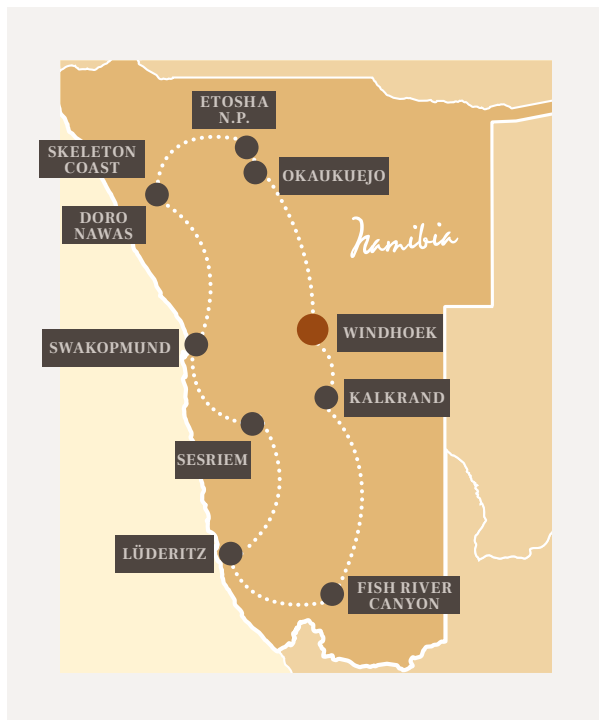 ETOSHA
N.P.
SKELETON
COAST
OKAUKUEJO
DORO
NAWAS
Namibia
WINDHOEK
SWAKOPMUND
KALKRAND
SESRIEM
LÜDERITZ
FISH RIVER
CANYON